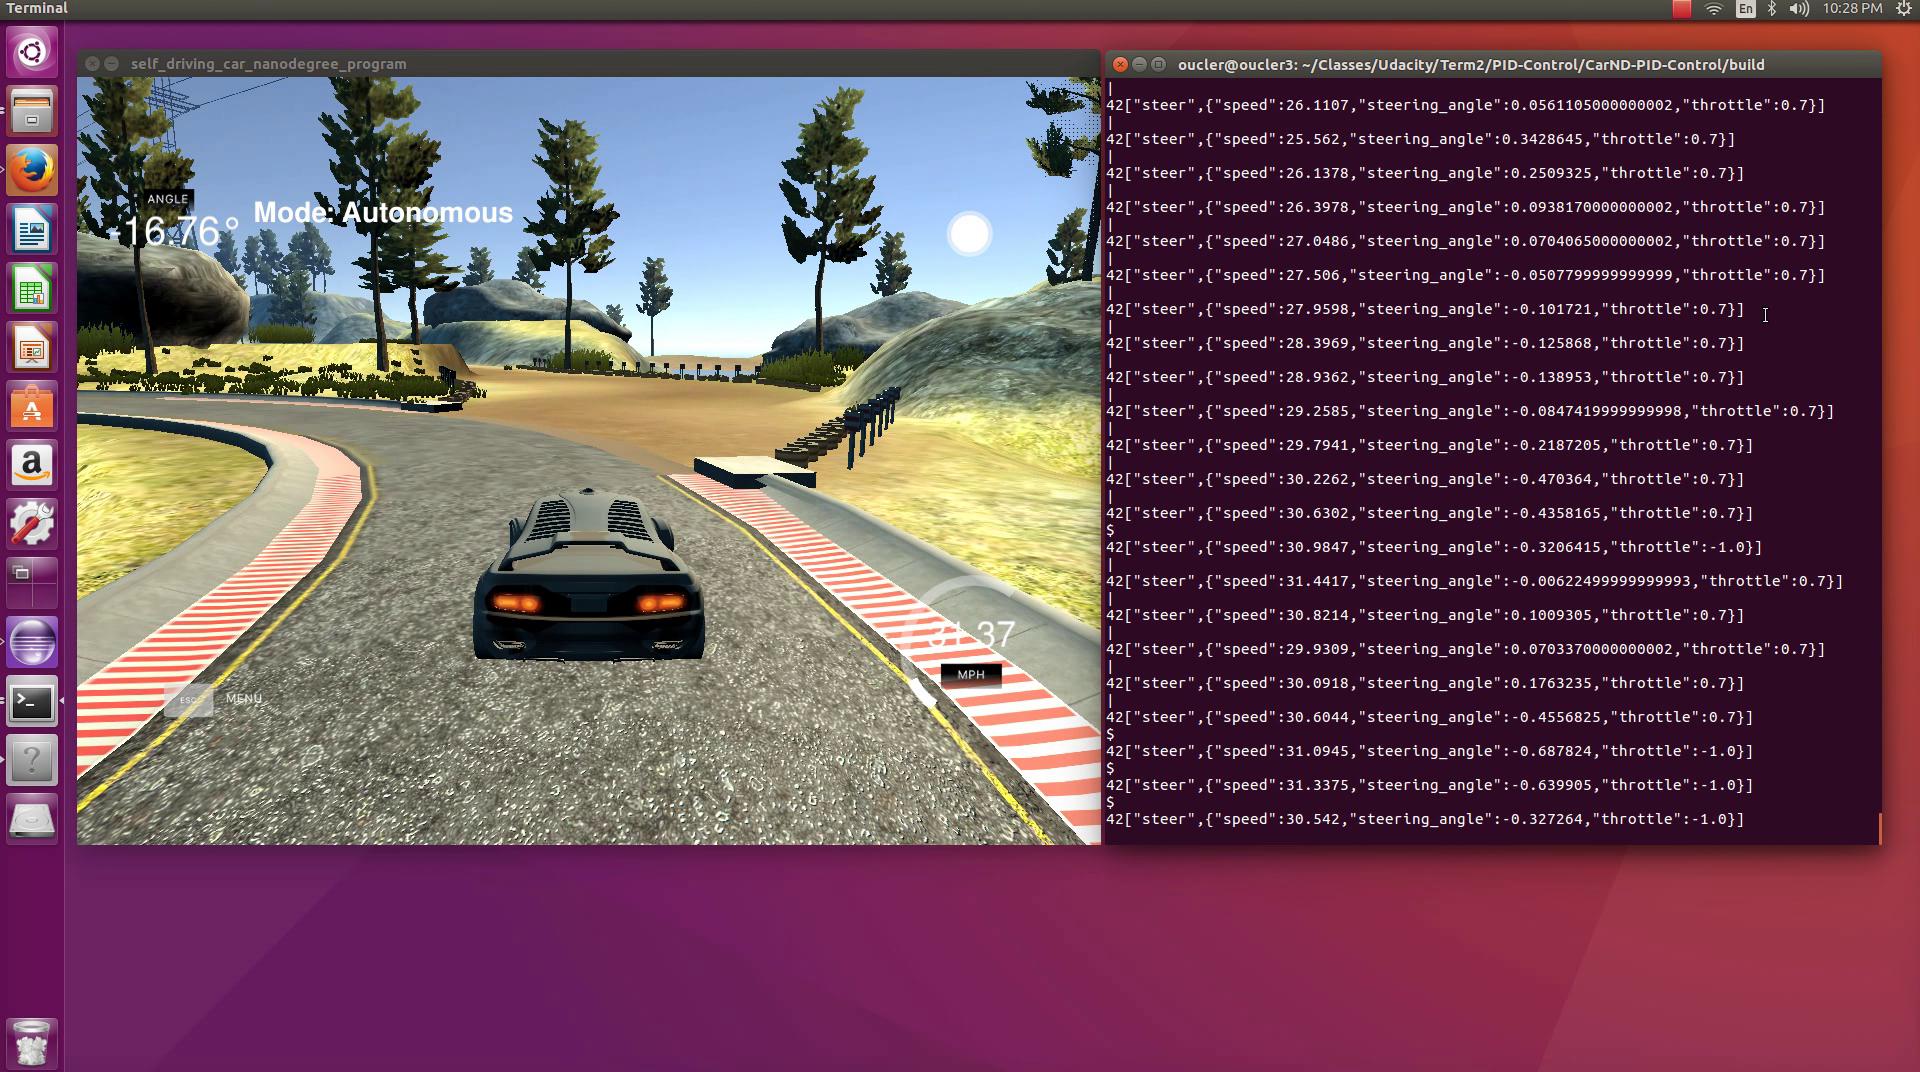 Terminal
En
10:28 PM
self_driving_car_nanodegree_program
ANGLE
-16.76°
Mode: Autonomous
31.37
MPH
ESC
MENU
oucler@oucler3: ~/Classes/Udacity/Term2/PID-Control/CarND-PID-Control/build
|
42["steer",{"speed":26.1107,"steering_angle":0.0561105000000002,"throttle":0.7}]
|
42["steer",{"speed":25.562,"steering_angle":0.3428645,"throttle":0.7}]
|
42["steer",{"speed":26.1378,"steering_angle":0.2509325,"throttle":0.7}]
|
42["steer",{"speed":26.3978,"steering_angle":0.0938170000000002,"throttle":0.7}]
|
42["steer",{"speed":27.0486,"steering_angle":0.0704065000000002,"throttle":0.7}]
|
42["steer",{"speed":27.506,"steering_angle":-0.0507799999999999,"throttle":0.7}]
|
42["steer",{"speed":27.9598,"steering_angle":-0.101721,"throttle":0.7}]
|
42["steer",{"speed":28.3969,"steering_angle":-0.125868,"throttle":0.7}]
|
42["steer",{"speed":28.9362,"steering_angle":-0.138953,"throttle":0.7}]
|
42["steer",{"speed":29.2585,"steering_angle":-0.0847419999999998,"throttle":0.7}]
|
42["steer",{"speed":29.7941,"steering_angle":-0.2187205,"throttle":0.7}]
|
42["steer",{"speed":30.2262,"steering_angle":-0.470364,"throttle":0.7}]
|
42["steer",{"speed":30.6302,"steering_angle":-0.4358165,"throttle":0.7}]
$
42["steer",{"speed":30.9847,"steering_angle":-0.3206415,"throttle":-1.0}]
|
42["steer",{"speed":31.4417,"steering_angle":-0.00622499999999993,"throttle":0.7}]
|
42["steer",{"speed":30.8214,"steering_angle":0.1009305,"throttle":0.7}]
|
42["steer",{"speed":29.9309,"steering_angle":0.0703370000000002,"throttle":0.7}]
|
42["steer",{"speed":30.0918,"steering_angle":0.1763235,"throttle":0.7}]
|
42["steer",{"speed":30.6044,"steering_angle":-0.4556825,"throttle":0.7}]
$
42["steer",{"speed":31.0945,"steering_angle":-0.687824,"throttle":-1.0}]
$
42["steer",{"speed":31.3375,"steering_angle":-0.639905,"throttle":-1.0}]
$
42["steer",{"speed":30.542,"steering_angle":-0.327264,"throttle":-1.0}]